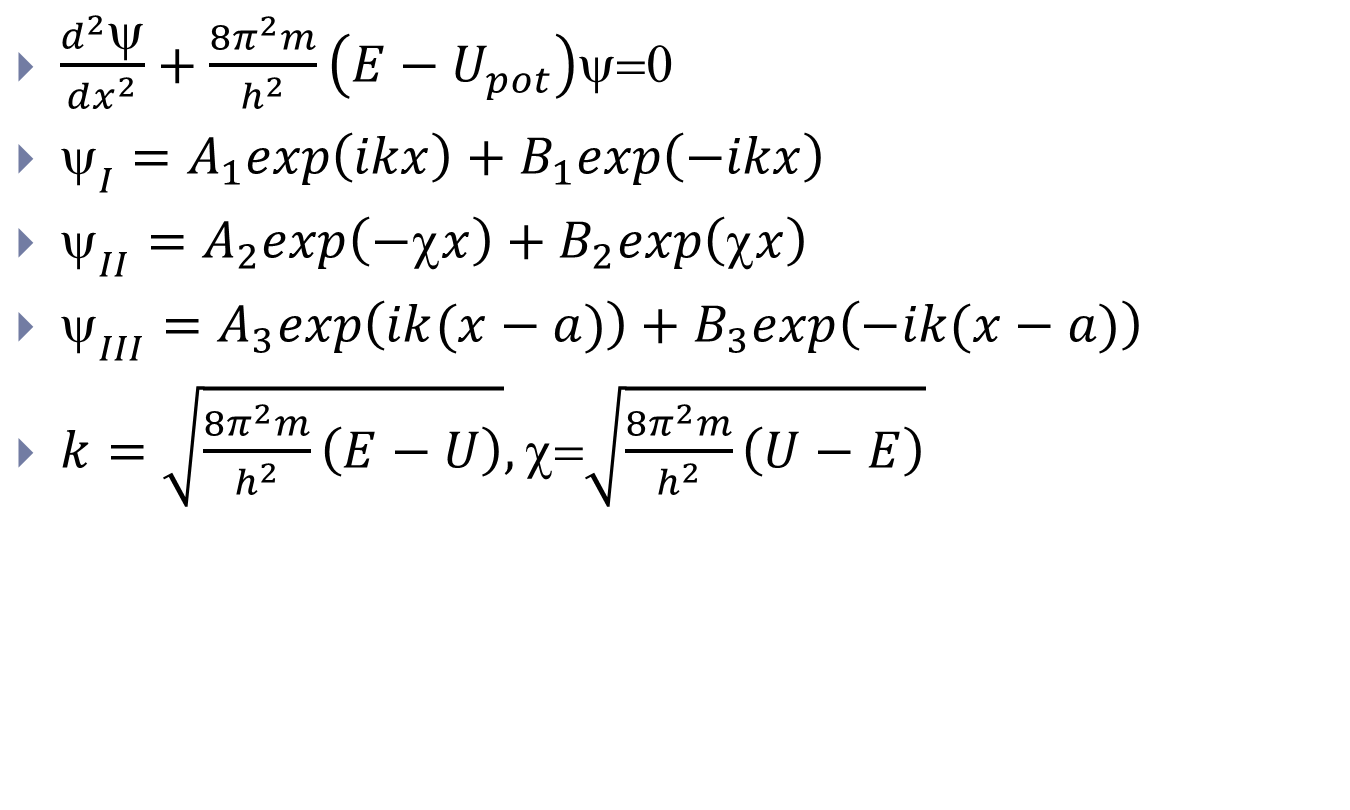 d²ψ/dx² + 8π²m/h² (E − U_pot)ψ=0
ψ_I = A₁exp(ikx) + B₁exp(−ikx)
ψ_II = A₂exp(−χx) + B₂exp(χx)
ψ_III = A₃exp(ik(x − a)) + B₃exp(−ik(x − a))
k = √(8π²m/h² (E − U)), χ=√(8π²m/h² (U − E))